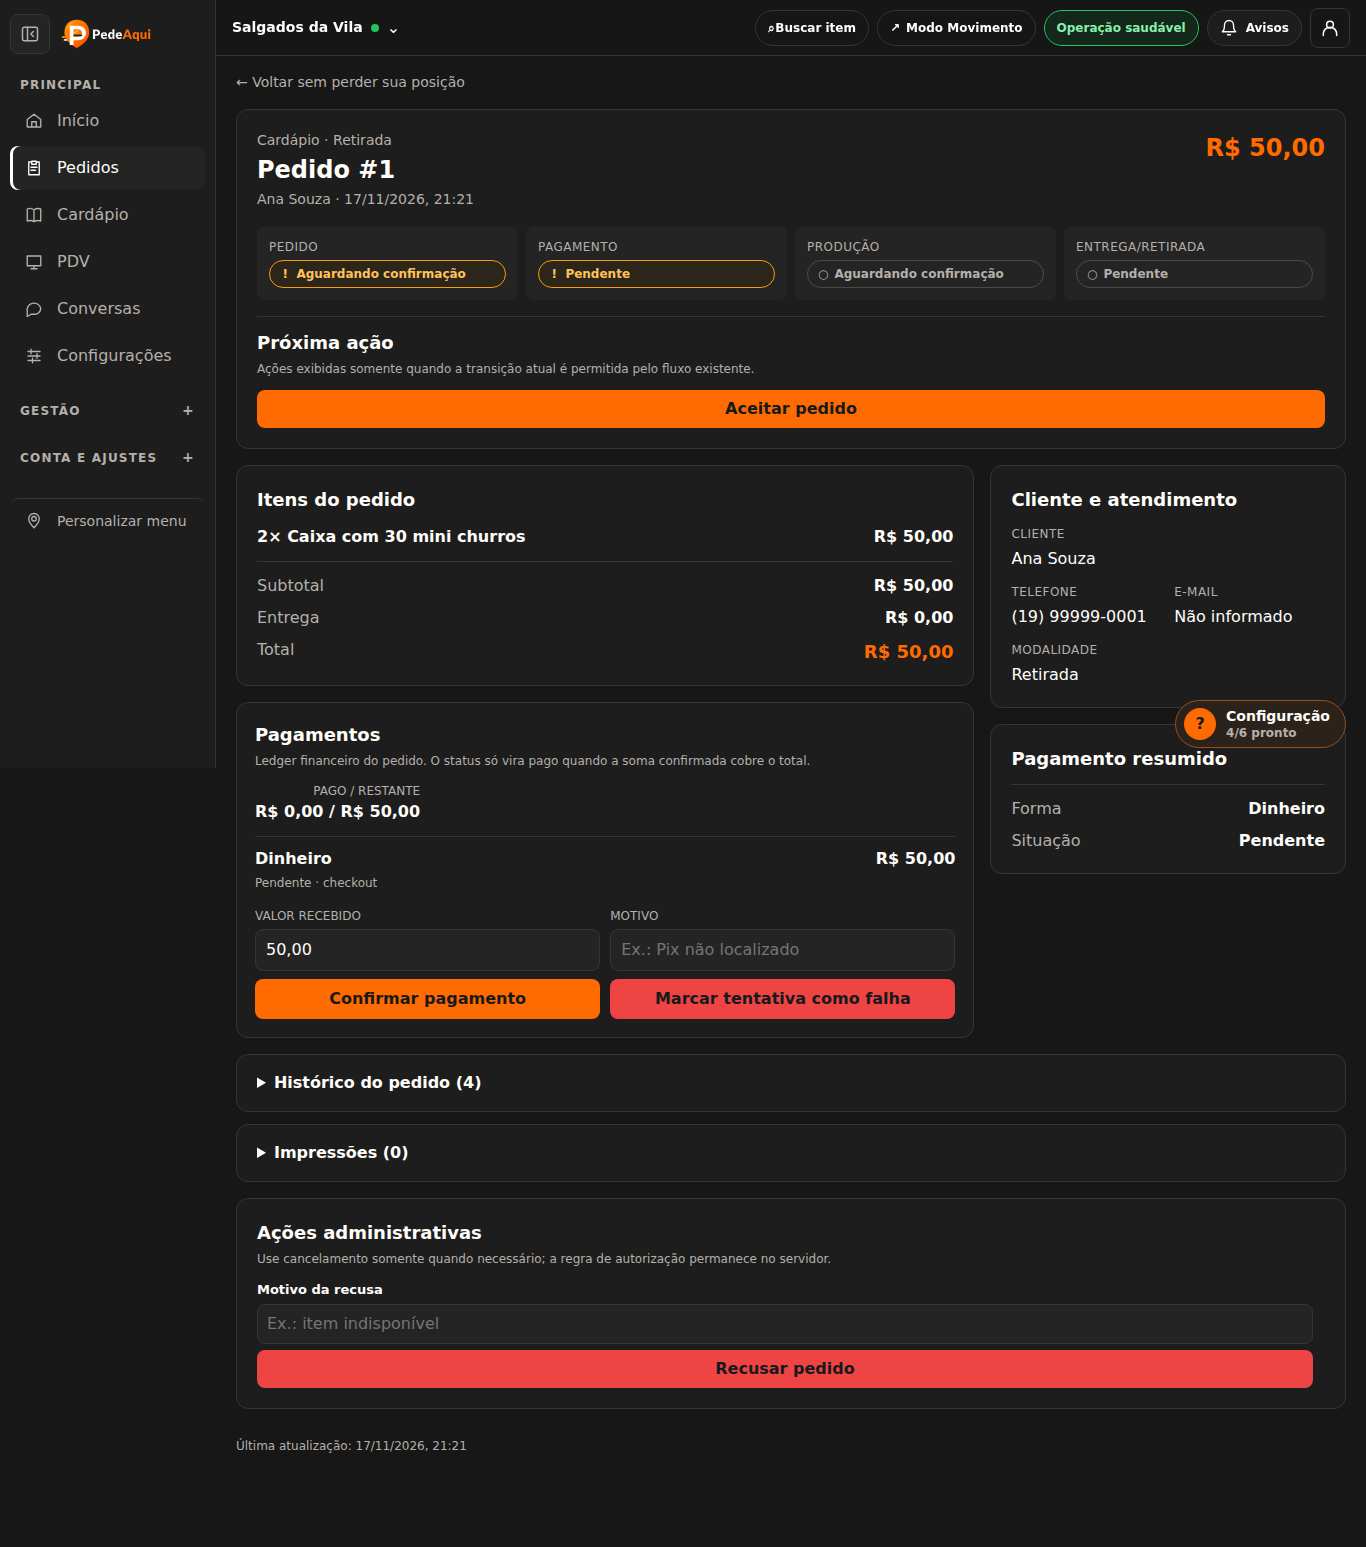 PedeAqui
PRINCIPAL
Início
Pedidos
Cardápio
PDV
Conversas
Configurações
GESTÃO +
CONTA E AJUSTES +
Personalizar menu
Salgados da Vila
Buscar item
↗ Modo Movimento
Operação saudável
Avisos
← Voltar sem perder sua posição
Cardápio · Retirada
Pedido #1
Ana Souza · 17/11/2026, 21:21
R$ 50,00
PEDIDO
! Aguardando confirmação
PAGAMENTO
! Pendente
PRODUÇÃO
○ Aguardando confirmação
ENTREGA/RETIRADA
○ Pendente
Próxima ação
Ações exibidas somente quando a transição atual é permitida pelo fluxo existente.
Aceitar pedido
Itens do pedido
2× Caixa com 30 mini churros R$ 50,00
Subtotal R$ 50,00
Entrega R$ 0,00
Total R$ 50,00
Cliente e atendimento
CLIENTE
Ana Souza
TELEFONE E-MAIL
(19) 99999-0001 Não informado
MODALIDADE
Retirada
? Configuração
4/6 pronto
Pagamentos
Ledger financeiro do pedido. O status só vira pago quando a soma confirmada cobre o total.
PAGO / RESTANTE
R$ 0,00 / R$ 50,00
Dinheiro R$ 50,00
Pendente · checkout
VALOR RECEBIDO MOTIVO
50,00 Ex.: Pix não localizado
Confirmar pagamento Marcar tentativa como falha
Pagamento resumido
Forma Dinheiro
Situação Pendente
Histórico do pedido (4)
Impressões (0)
Ações administrativas
Use cancelamento somente quando necessário; a regra de autorização permanece no servidor.
Motivo da recusa
Ex.: item indisponível
Recusar pedido
Última atualização: 17/11/2026, 21:21